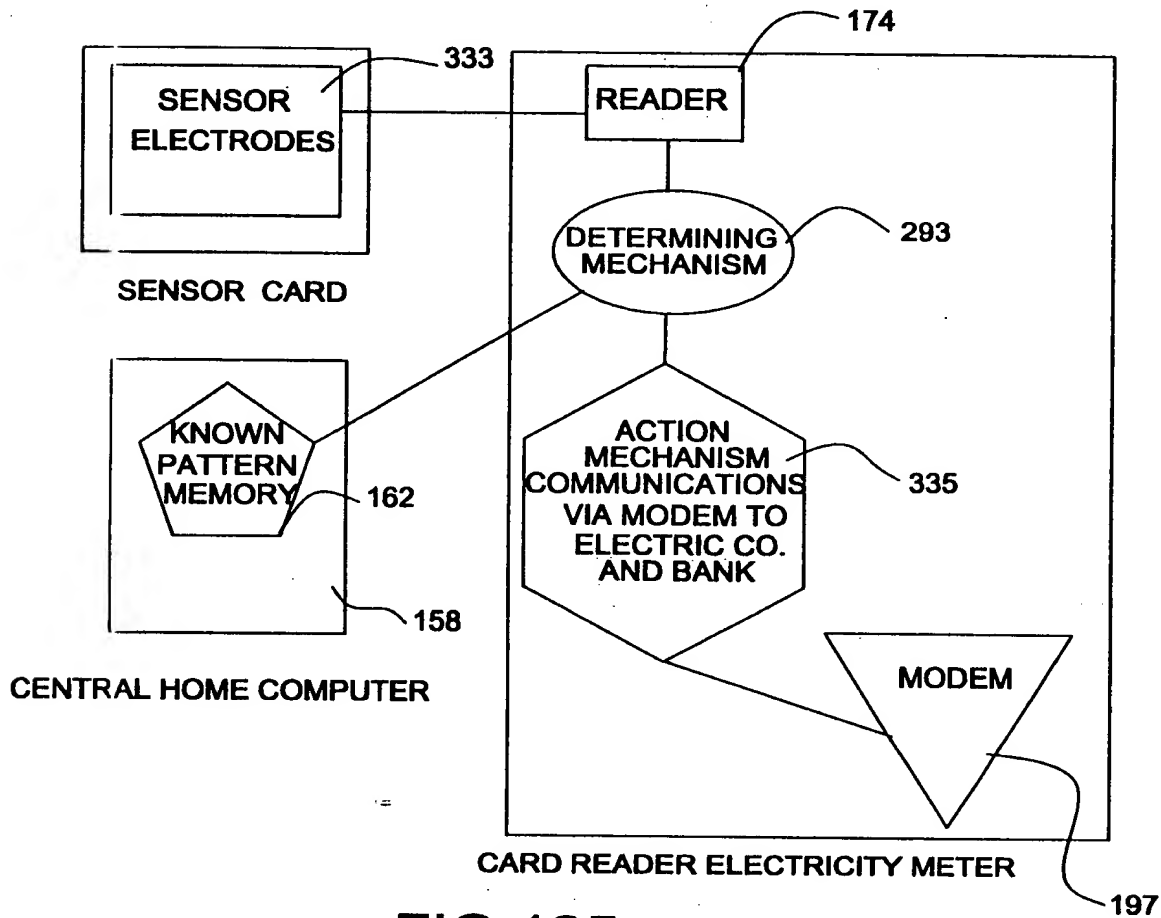 174
333
SENSOR
ELECTRODES
READER
DETERMINING
MECHANISM
293
SENSOR CARD
KNOWN
PATTERN
MEMORY
162
158
CENTRAL HOME COMPUTER
ACTION
MECHANISM
COMMUNICATIONS
VIA MODEM TO
ELECTRIC CO.
AND BANK
335
MODEM
CARD READER ELECTRICITY METER
197